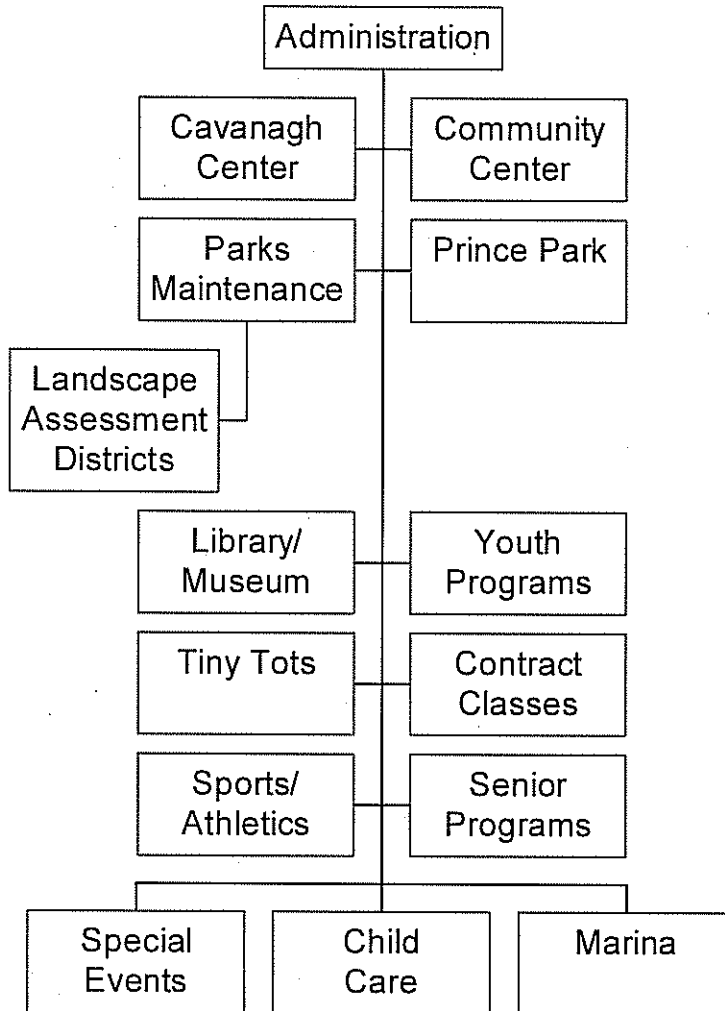 Administration
Cavanagh
Center
Community
Center
Parks
Maintenance
Prince Park
Landscape
Assessment
Districts
Library/
Museum
Youth
Programs
Tiny Tots
Contract
Classes
Sports/
Athletics
Senior
Programs
Special
Events
Child
Care
Marina